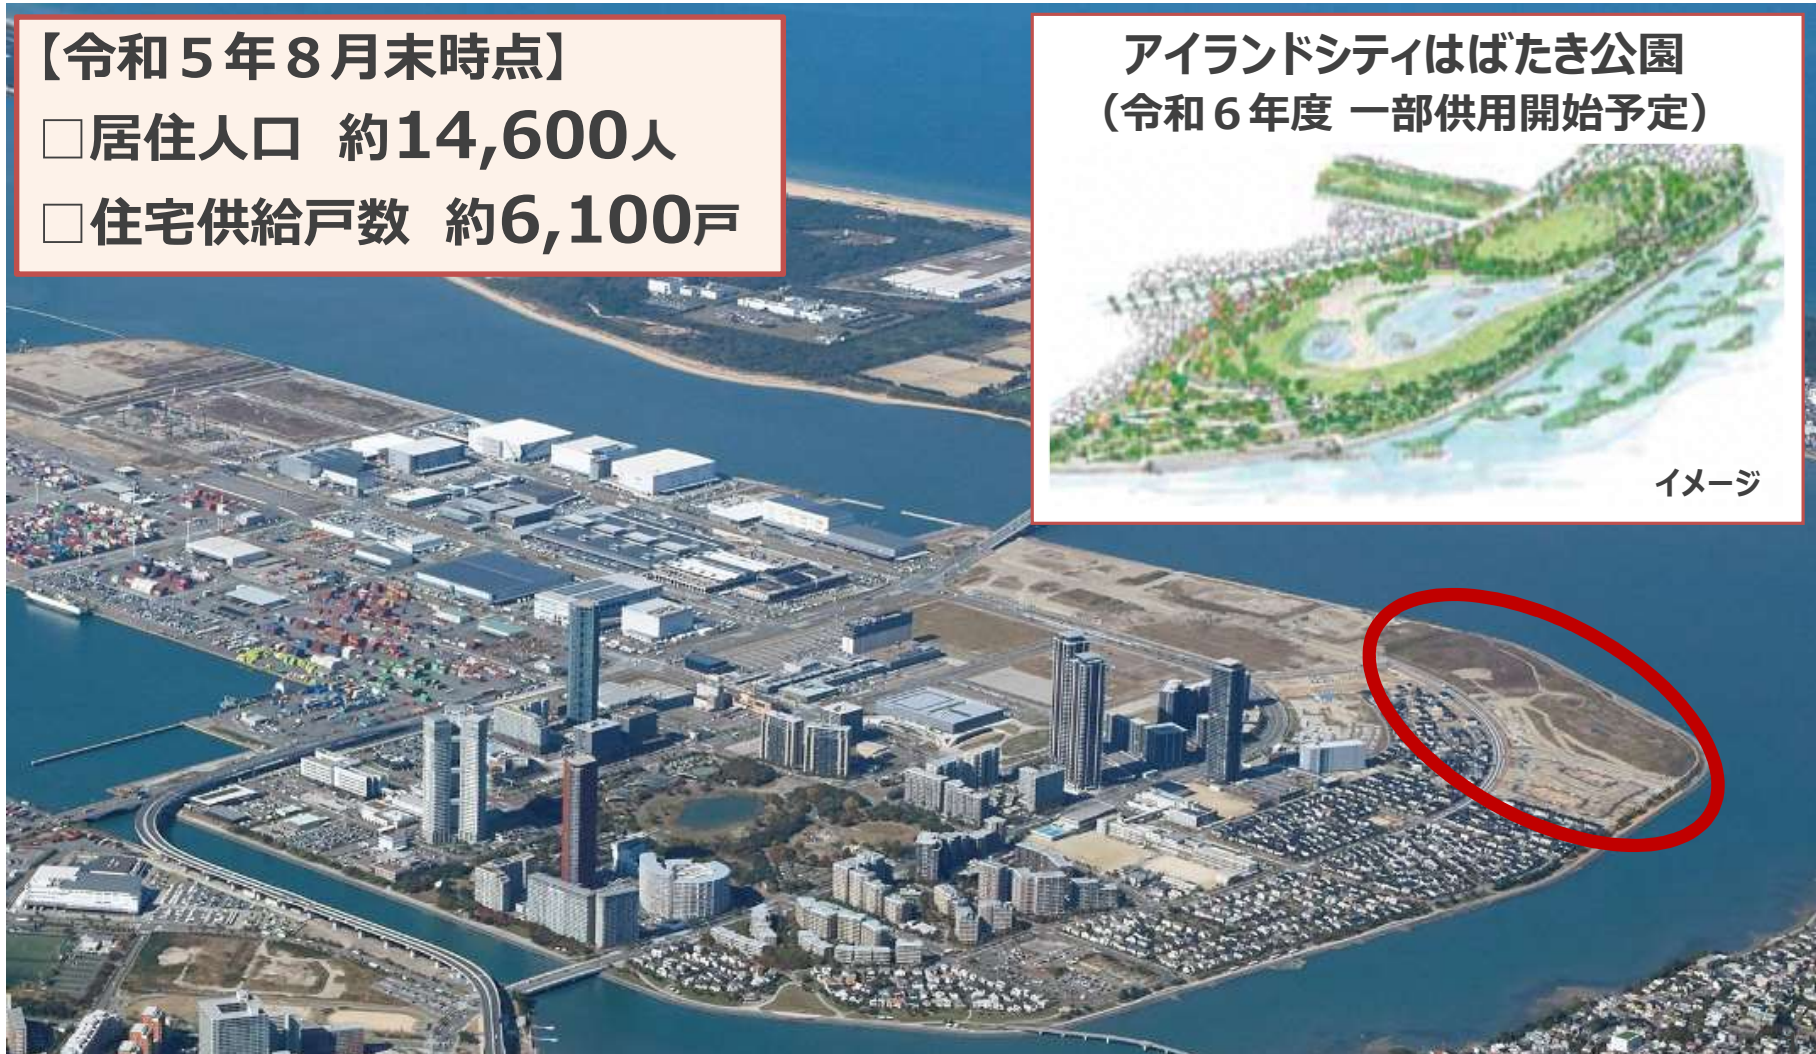 【令和５年８月末時点】
□居住人口 約14,600人
□住宅供給戸数 約6,100戸
アイランドシティはばたき公園
（令和６年度 一部供用開始予定）
イメージ